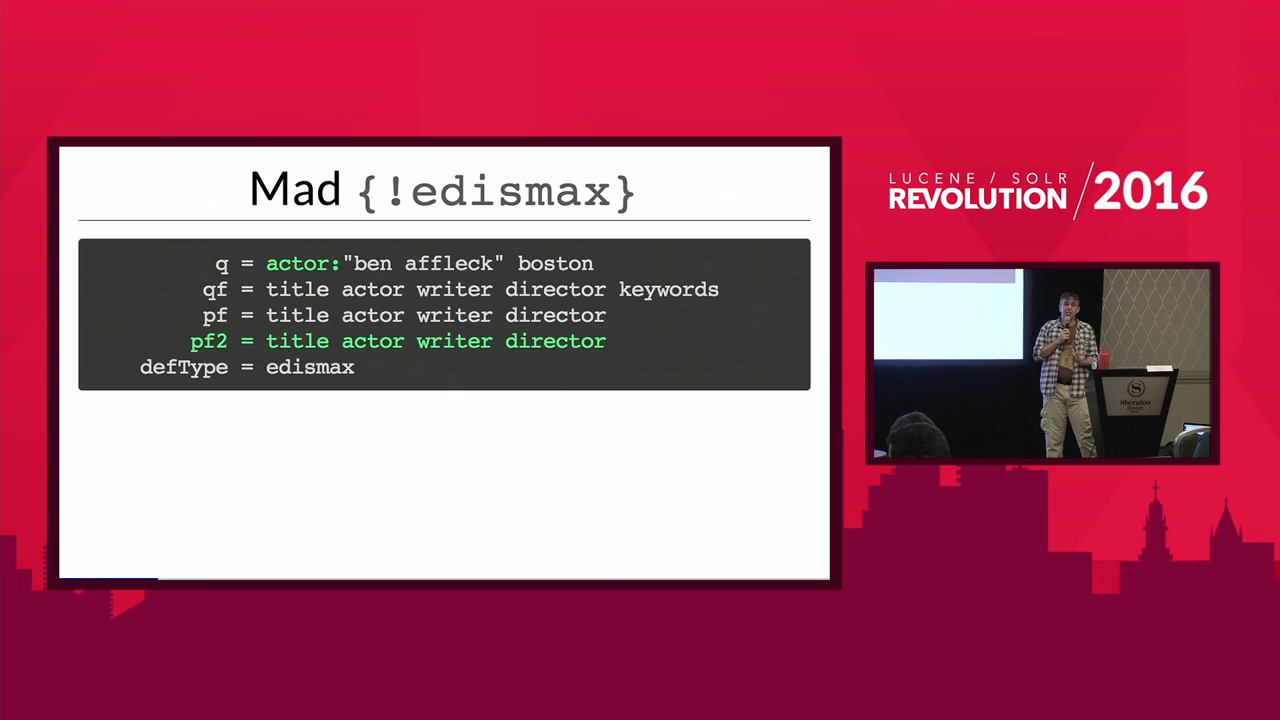 Mad {!edismax}
q = actor:"ben affleck" boston
qf = title actor writer director keywords
pf = title actor writer director
pf2 = title actor writer director
defType = edismax
LUCENE / SOLR
REVOLUTION / 2016
Sheraton